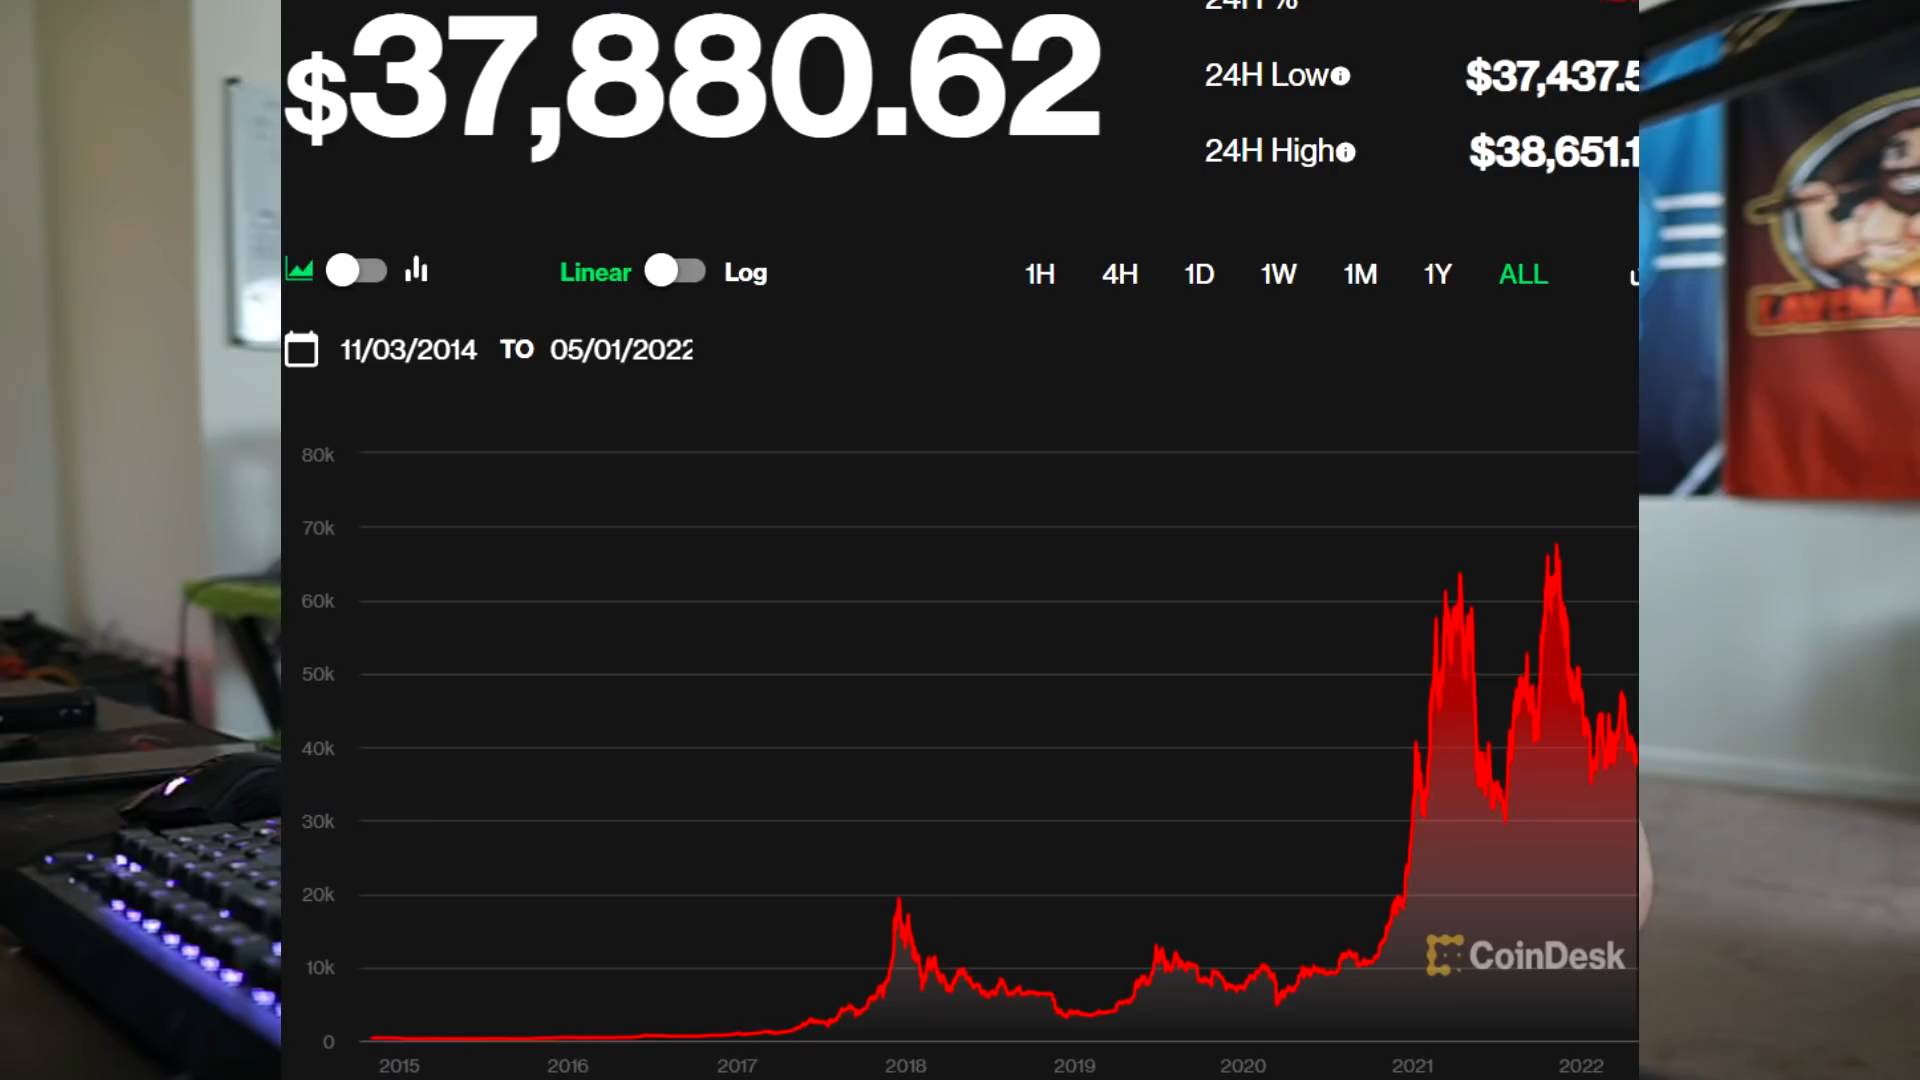 24H %
$37,880.62
24H Low $37,437.5
24H High $38,651.1
Linear Log 1H 4H 1D 1W 1M 1Y ALL
11/03/2014 TO 05/01/2022
80k
70k
60k
50k
40k
30k
20k
10k
0
CoinDesk
2015 2016 2017 2018 2019 2020 2021 2022